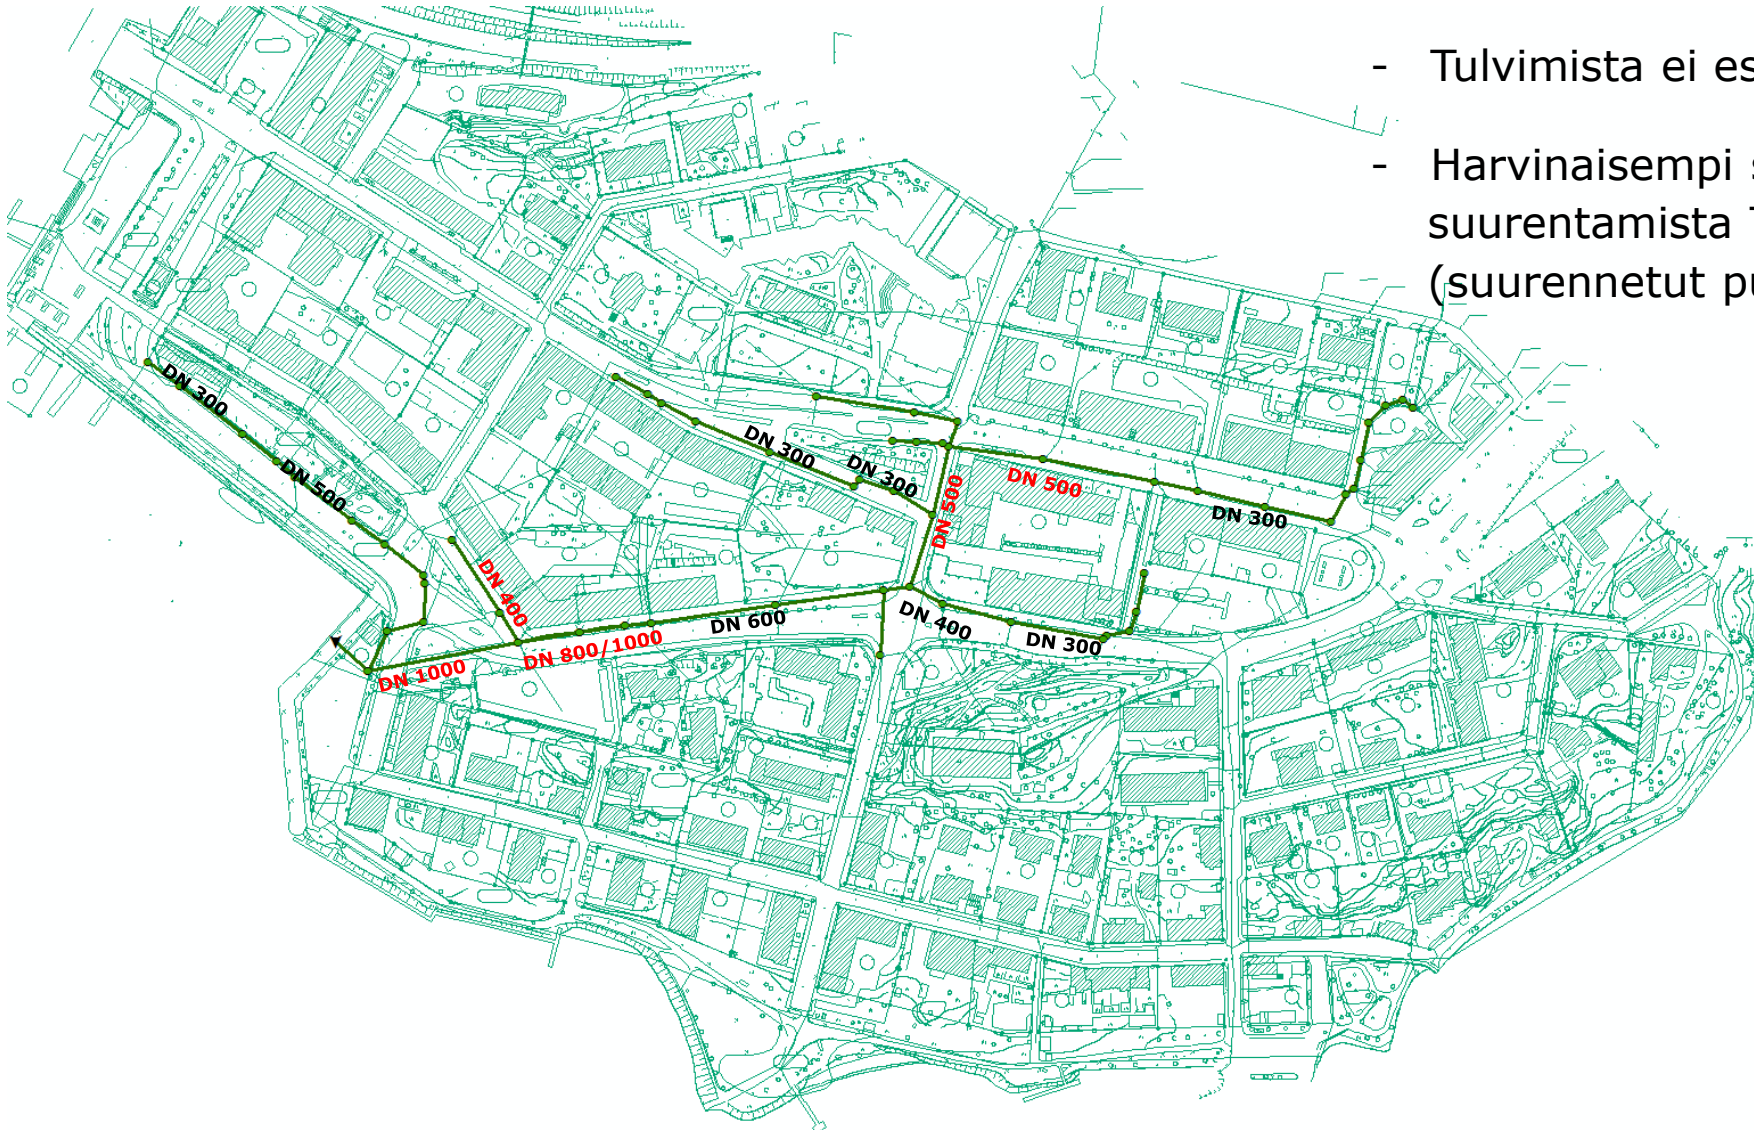 - Tulvimista ei
- Harvinaisempi
suurentamista
(suurennetut
DN 300
DN 500
DN 400
DN 1000
DN 800/1000
DN 600
DN 300
DN 300
DN 500
DN 500
DN 300
DN 400
DN 300